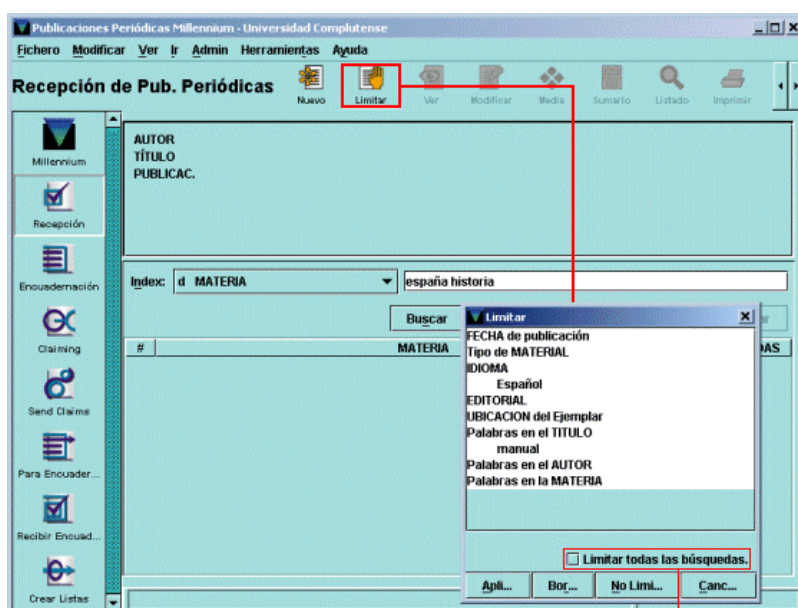 Publicaciones Periódicas Millennium - Universidad Complutense
Fichero Modificar Ver Ir Admin Herramientas Ayuda
Recepción de Pub. Periódicas
Nuevo Limitar Ver Modificar Media Sumario Listado Imprimir
Millennium
Recepción
Encuadernación
Claiming
Send Claims
Para Encuader...
Recibir Encuad...
Crear Listas
AUTOR
TÍTULO
PUBLICAC.
Index: d MATERIA españa historia
Buscar
# MATERIA
Limitar
FECHA de publicación
Tipo de MATERIAL
IDIOMA
Español
EDITORIAL
UBICACION del Ejemplar
Palabras en el TITULO
manual
Palabras en el AUTOR
Palabras en la MATERIA
Limitar todas las búsquedas.
Apli... Bor... No Limi... Canc...